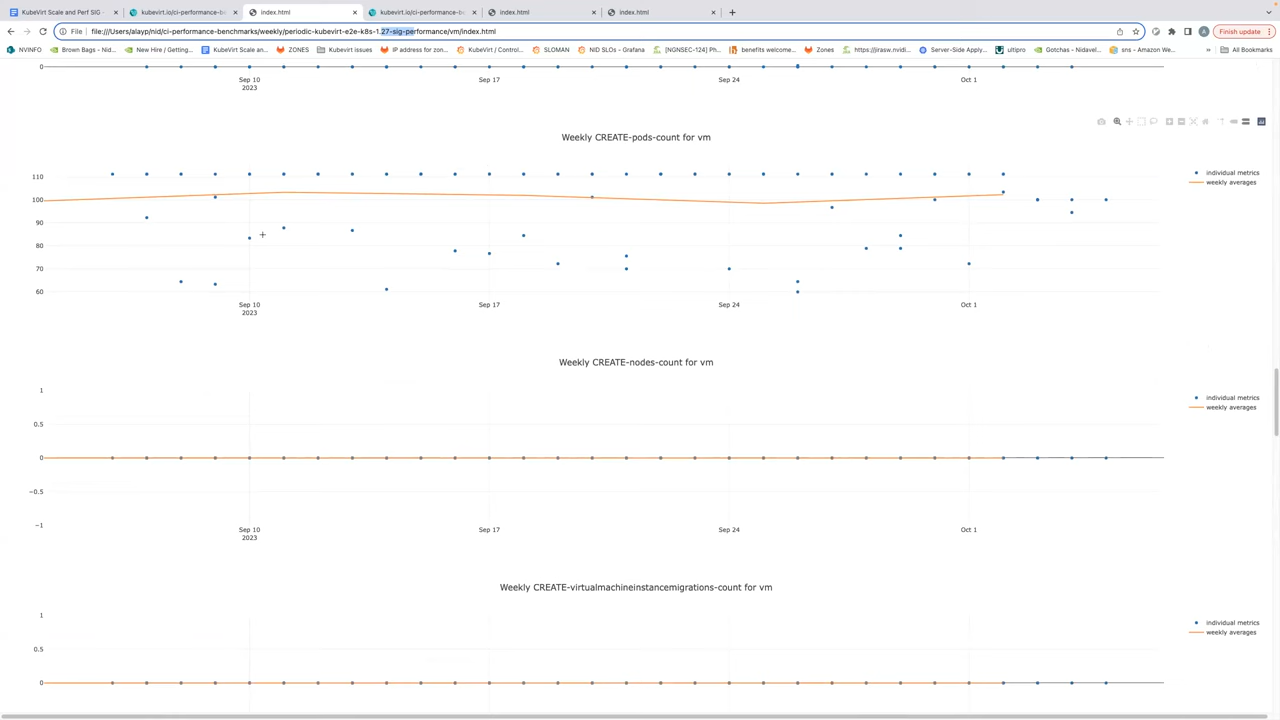 KubeVirt Scale and Perf SIG -
kubevirt.io/ci-performance-b
index.html
kubevirt.io/ci-performance-b
index.html
index.html
File
file:///Users/alayp/nid/ci-performance-benchmarks/weekly/periodic-kubevirt-e2e-k8s-1.27-sig-performance/vm/index.html
A
Finish update
NVINFO
Brown Bags - Nid...
New Hire / Getting...
KubeVirt Scale and...
ZONES
IP address for zon...
KubeVirt / Control...
SLOMAN
NID SLOs – Grafana
[NGNSEC-124] Ph...
benefits welcome...
Zones
https://jirasw.nvidi...
Server-Side Apply...
ultipro
Gotchas - Nidavel...
sns – Amazon We...
»
All Bookmarks
Kubevirt issues
0
Sep 10
2023
Sep 17
Sep 24
Oct 1
Weekly CREATE-pods-count for vm
110
100
90
80
70
60
individual metrics
weekly averages
Sep 10
2023
Sep 17
Sep 24
Oct 1
Weekly CREATE-nodes-count for vm
1
0.5
0
−0.5
−1
individual metrics
weekly averages
Sep 10
2023
Sep 17
Sep 24
Oct 1
Weekly CREATE-virtualmachineinstancemigrations-count for vm
1
0.5
0
individual metrics
weekly averages